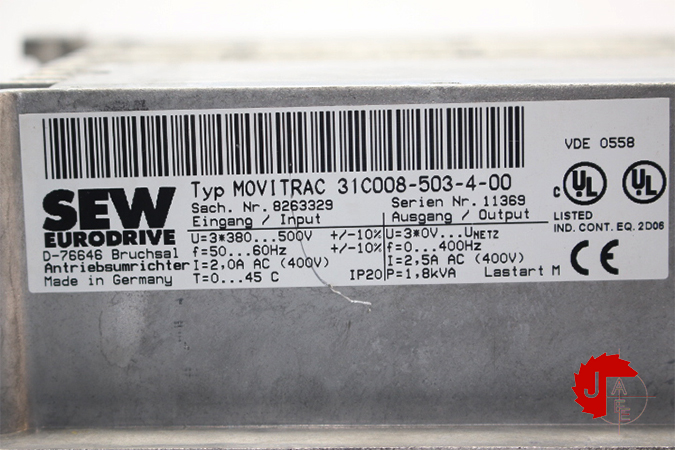 VDE 0558
Typ MOVITRAC 31C008-503-4-00
Sach. Nr. 8263329 Serien Nr. 11369
Eingang / Input Ausgang / Output
SEW
EURODRIVE
D-76646 Bruchsal
Antriebsumrichter
Made in Germany
U=3*380...500V +/-10% U=3*0V...UNETZ
f=50...60Hz +/-10% f=0...400Hz
I=2,0A AC (400V) I=2,5A AC (400V)
T=0...45 C IP20 P=1,8kVA Lastart M
C UL UL
LISTED
IND. CONT. EQ. 2D06
CE
J